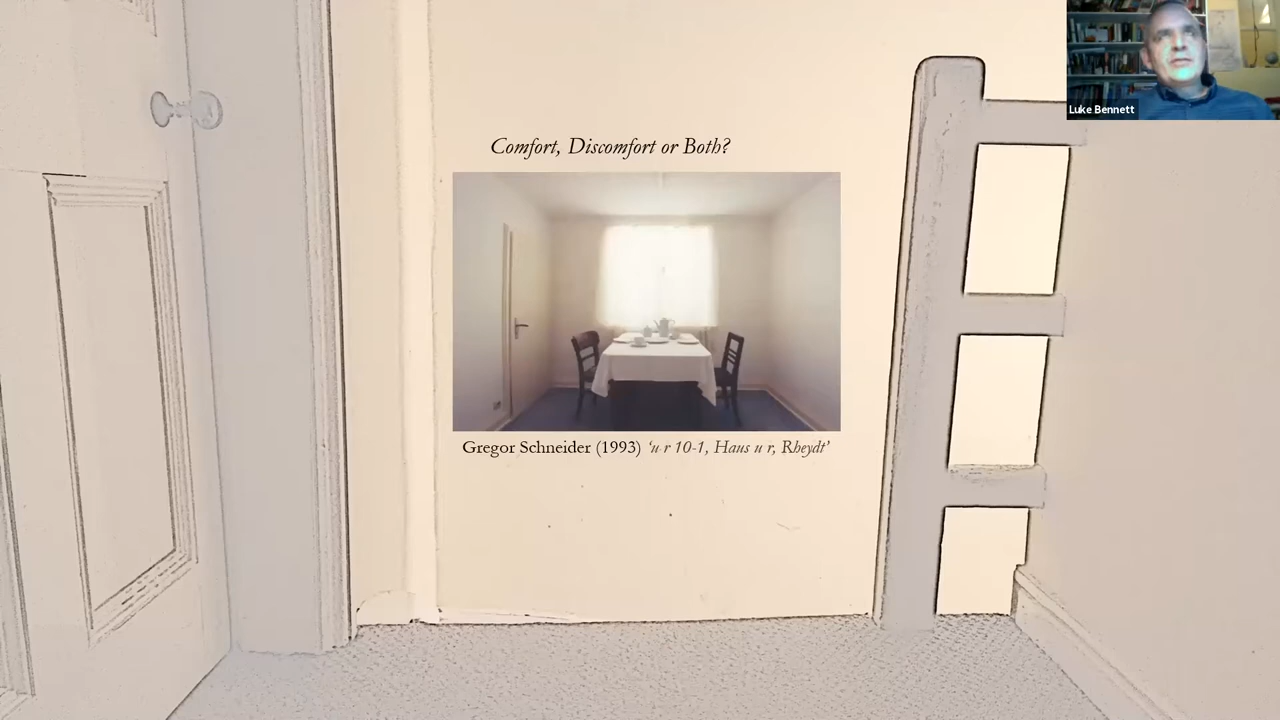 Luke Bennett
Comfort, Discomfort or Both?
Gregor Schneider (1993) ‘u r 10-1, Haus u r, Rheydt’